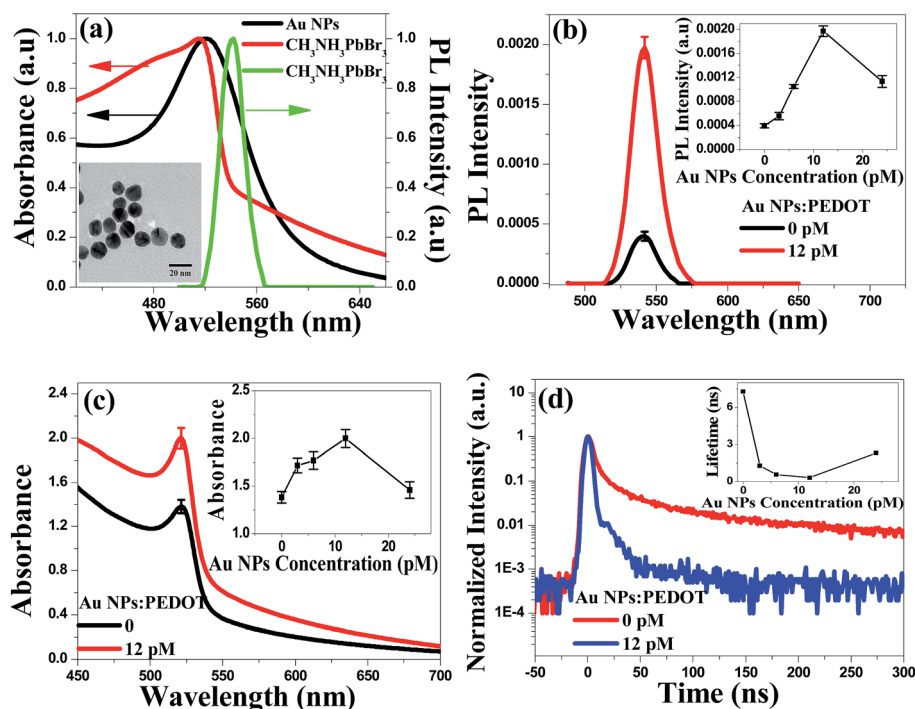 (a)
Au NPs
CH3NH3PbBr3
CH3NH3PbBr3
Absorbance (a.u)
PL Intensity (a.u)
1.0
0.8
0.6
0.4
0.2
0.0
1.0
0.8
0.6
0.4
0.2
0.0
20 nm
480
560
640
Wavelength (nm)
(b)
PL Intensity
0.0020
0.0015
0.0010
0.0005
0.0000
500
550
600
650
700
Wavelength (nm)
PL Intensity (a.u)
0.0020
0.0016
0.0012
0.0008
0.0004
0.0000
0
10
20
Au NPs Concentration (pM)
Au NPs:PEDOT
0 pM
12 pM
(c)
Absorbance
2.4
2.0
1.6
1.2
0.8
0.4
0.0
450
500
550
600
650
700
Wavelength (nm)
Absorbance
2.5
2.0
1.5
1.0
0
10
20
Au NPs Concentration (pM)
Au NPs:PEDOT
0
12 pM
(d)
Normalized Intensity (a.u.)
10
1
0.1
0.01
1E-3
1E-4
-50
0
50
100
150
200
250
300
Time (ns)
Lifetime (ns)
6
3
0
0
10
20
Au NPs Concentration (pM)
Au NPs:PEDOT
0 pM
12 pM